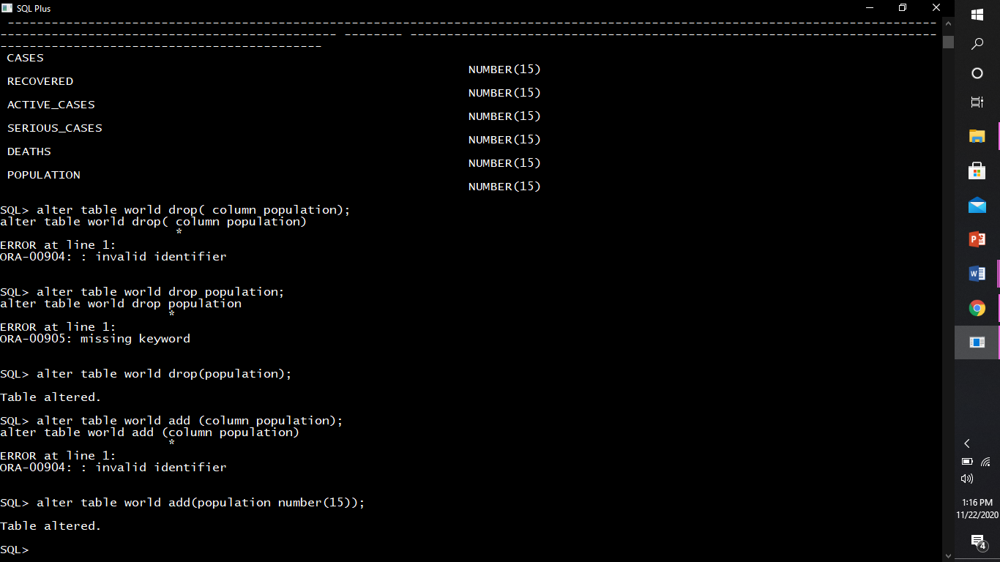 SQL Plus
CASES
NUMBER(15)
RECOVERED
NUMBER(15)
ACTIVE_CASES
NUMBER(15)
SERIOUS_CASES
NUMBER(15)
DEATHS
NUMBER(15)
POPULATION
NUMBER(15)
SQL> alter table world drop( column population);
alter table world drop( column population)
*
ERROR at line 1:
ORA-00904: : invalid identifier
SQL> alter table world drop population;
alter table world drop population
*
ERROR at line 1:
ORA-00905: missing keyword
SQL> alter table world drop(population);
Table altered.
SQL> alter table world add (column population);
alter table world add (column population)
*
ERROR at line 1:
ORA-00904: : invalid identifier
SQL> alter table world add(population number(15));
Table altered.
SQL>
1:16 PM
11/22/2020
4